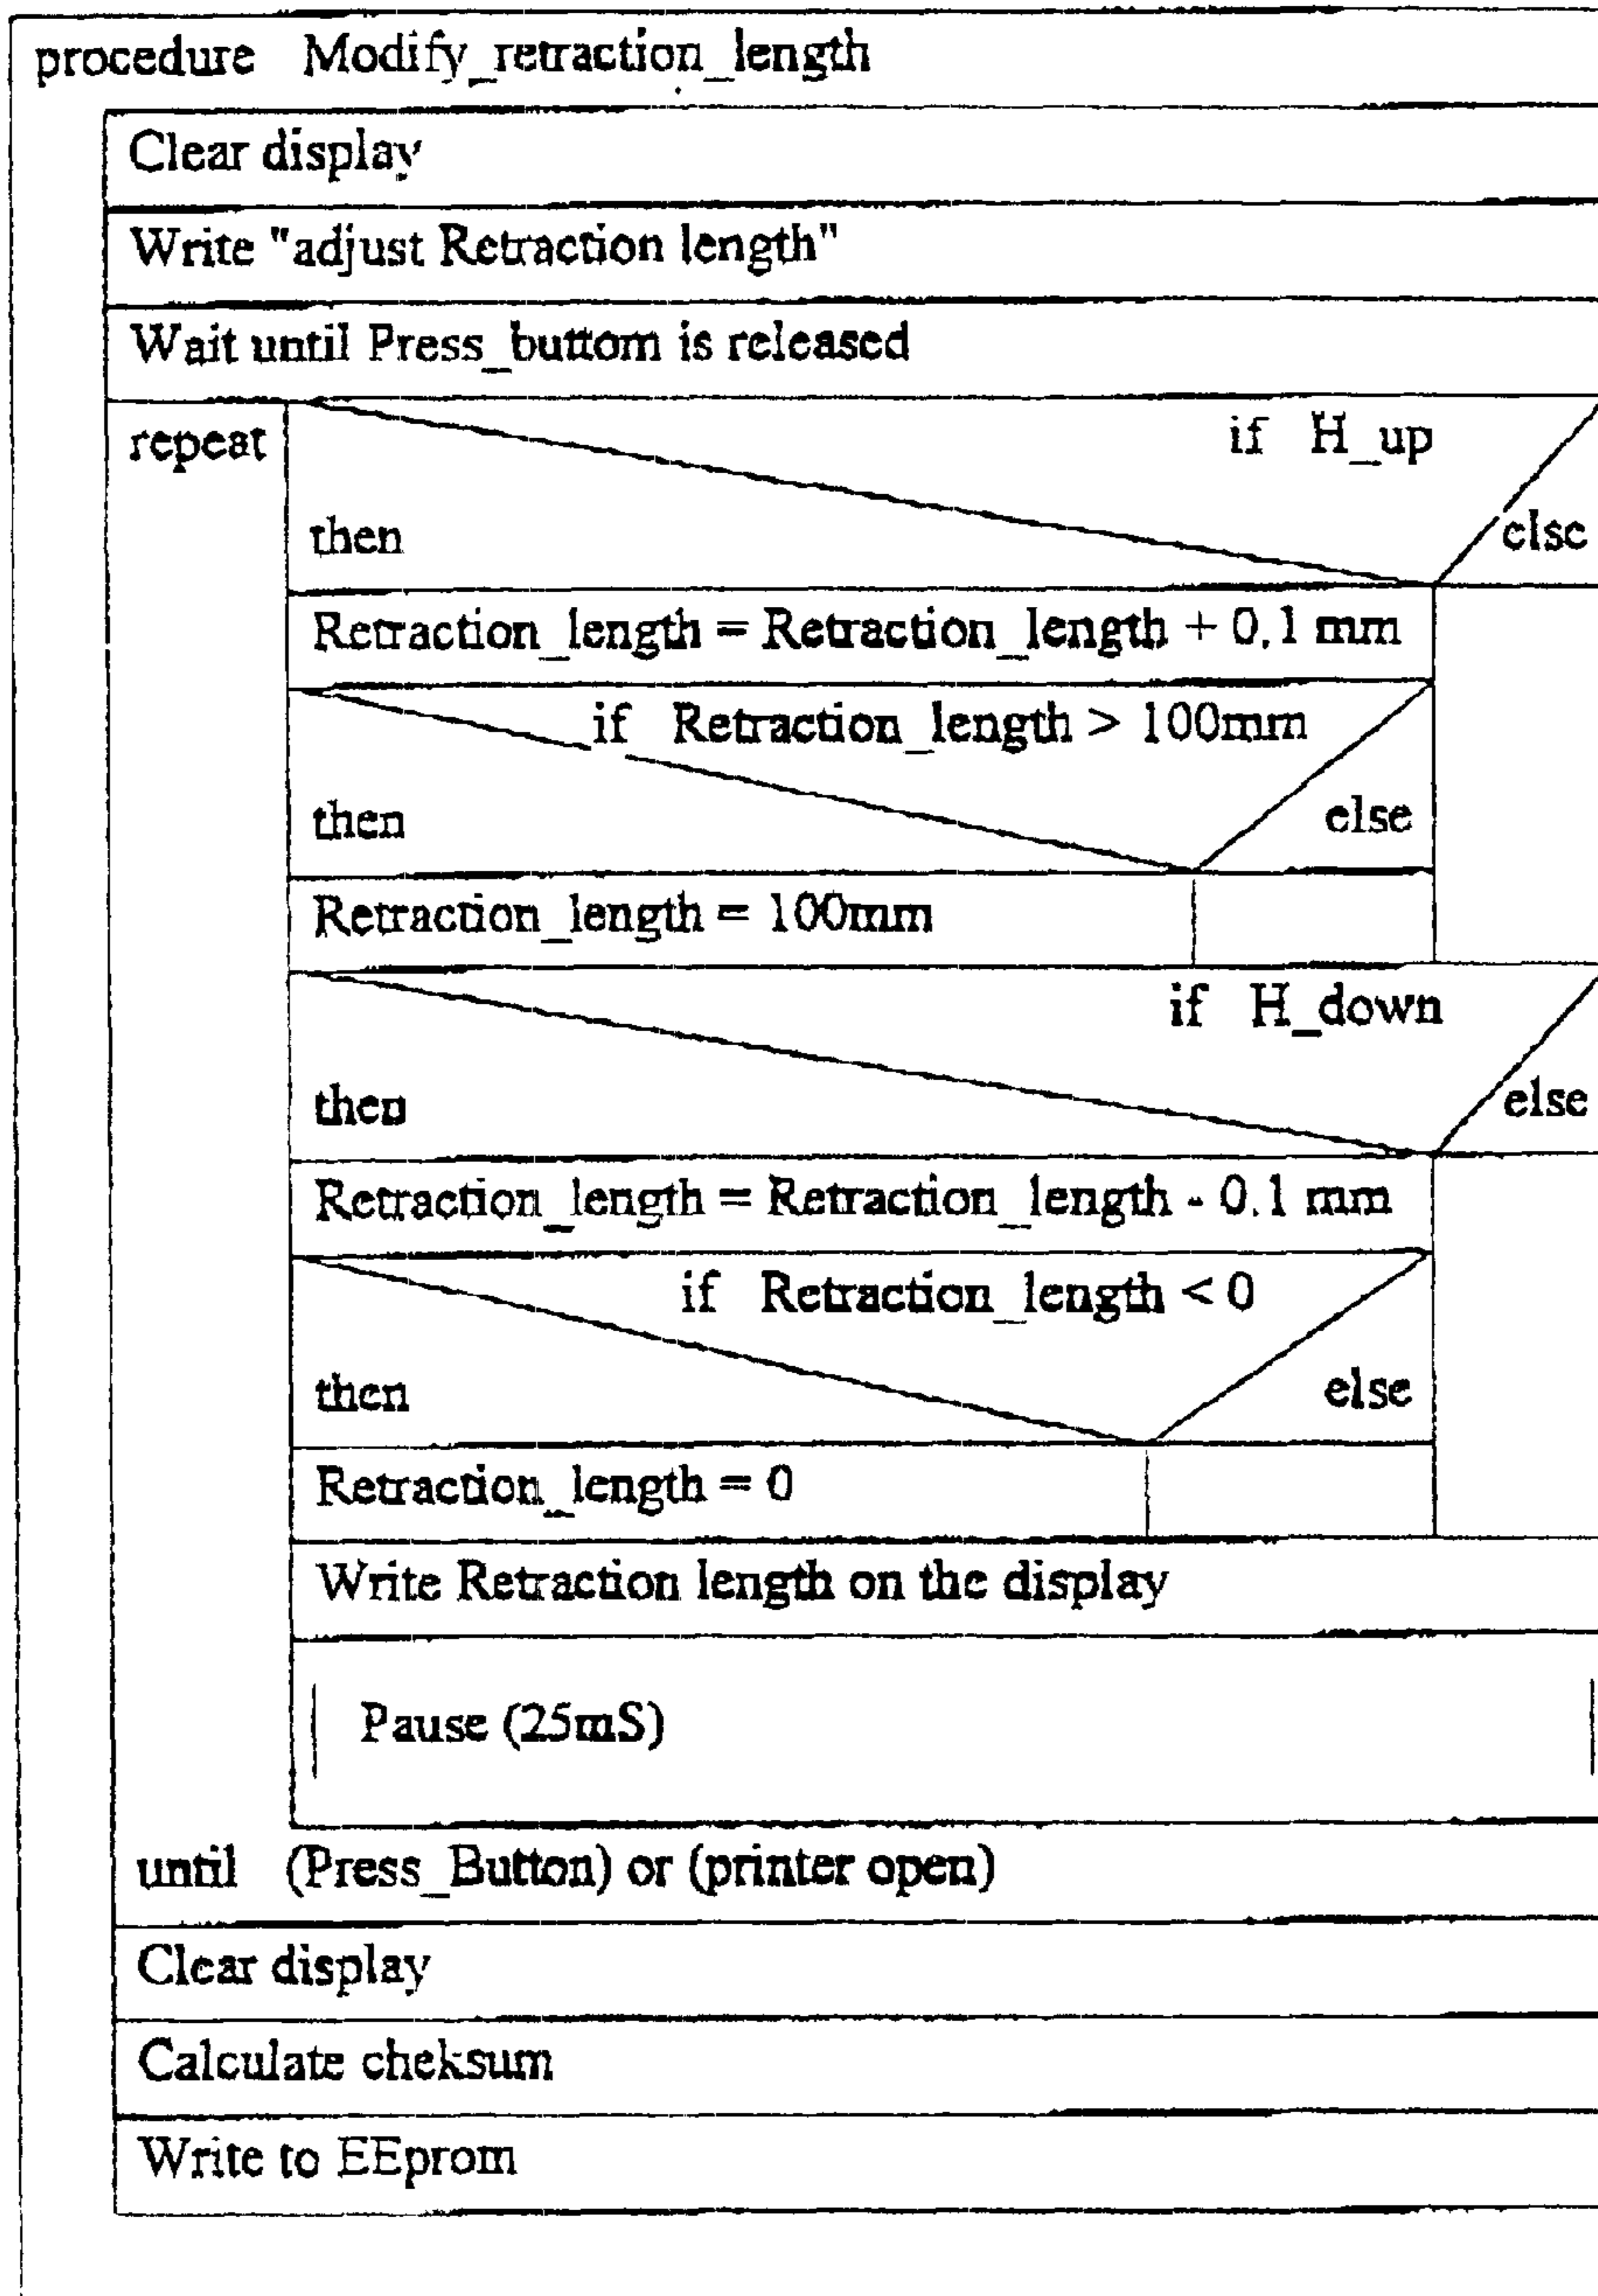 procedure Modify_retraction_length
Clear display
Write "adjust Retraction length"
Wait until Press_buttom is released
repeat if H_up
then else
Retraction_length = Retraction_length + 0.1 mm
if Retraction_length > 100mm
then else
Retraction_length = 100mm
if H_down
then else
Retraction_length = Retraction_length - 0.1 mm
if Retraction_length < 0
then else
Retraction_length = 0
Write Retraction length on the display
Pause (25mS)
until (Press_Button) or (printer open)
Clear display
Calculate cheksum
Write to EEprom